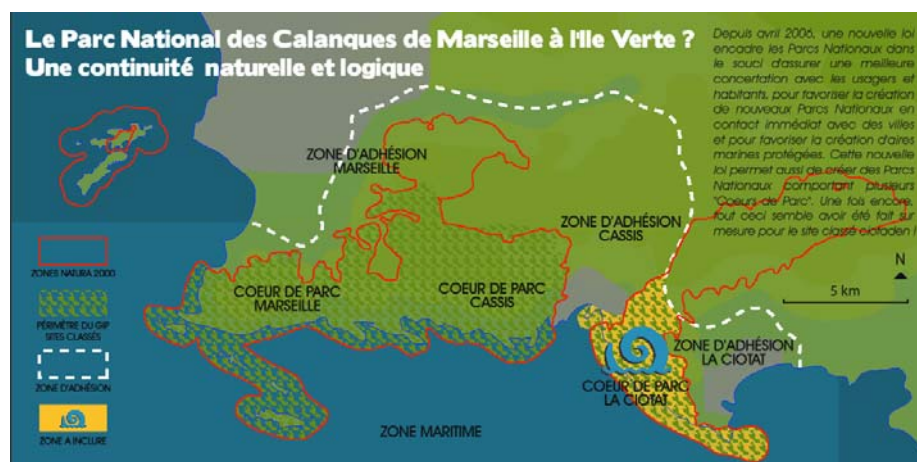 Le Parc National des Calanques de Marseille à l'Ile Verte ?
Une continuité naturelle et logique
Depuis avril 2006, une nouvelle loi
encadre les Parcs Nationaux dans
le souci d'assurer une meilleure
concertation avec les usagers et
habitants, pour favoriser la création
de nouveaux Parcs Nationaux en
contact immédiat avec des villes
et pour favoriser la création d'aires
marines protégées. Cette nouvelle
loi permet aussi de créer des Parcs
Nationaux comportant plusieurs
"Coeurs de Parc". Une fois encore,
tout ceci semble avoir été fait sur
mesure pour le site classé ciotaden !
ZONE D'ADHÉSION
MARSEILLE
ZONE D'ADHÉSION
CASSIS
COEUR DE PARC
MARSEILLE
COEUR DE PARC
CASSIS
ZONE D'ADHÉSION
LA CIOTAT
COEUR DE PARC
LA CIOTAT
ZONE MARITIME
N
5 km
ZONES NATURA 2000
PÉRIMÈTRE DU GIP
SITES CLASSÉS
ZONE D'ADHÉSION
ZONE A INCLURE